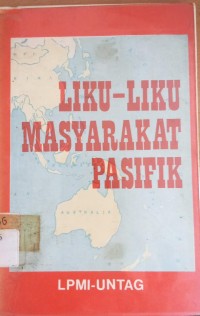 LIKU-LIKU
MASYARAKAT
PASIFIK
AUSTRALIA
LPMI-UNTAG